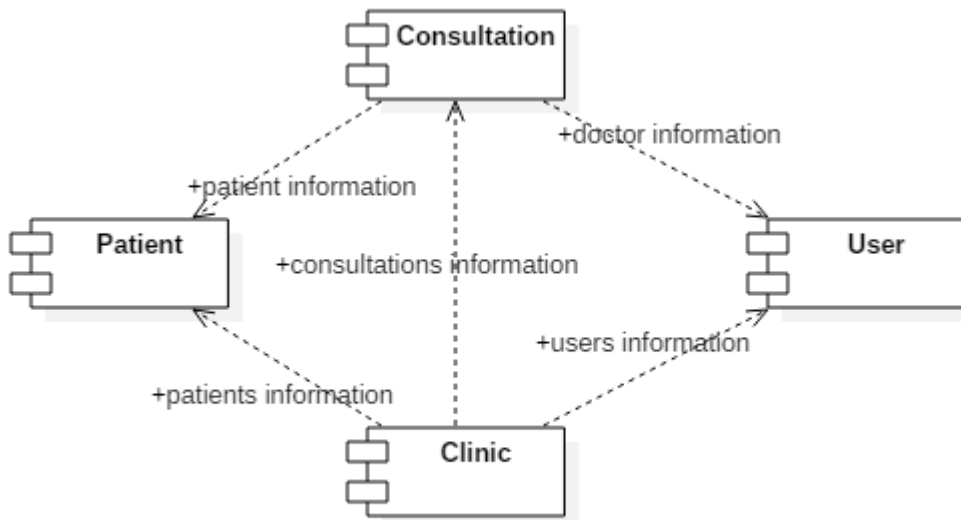 Consultation
+doctor information
+patient information
Patient
User
+consultations information
+users information
+patients information
Clinic